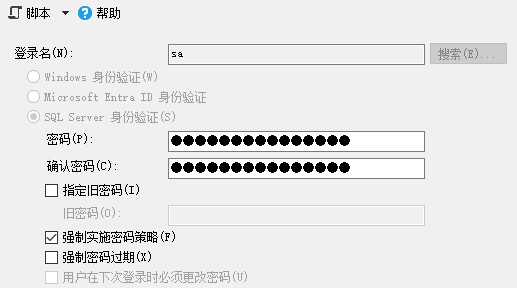 脚本 帮助
登录名(N): sa 搜索(E)...
Windows 身份验证(W)
Microsoft Entra ID 身份验证
SQL Server 身份验证(S)
密码(P): ●●●●●●●●●●●●●●●
确认密码(C): ●●●●●●●●●●●●●●●
指定旧密码(I)
旧密码(O):
强制实施密码策略(F)
强制密码过期(X)
用户在下次登录时必须更改密码(U)